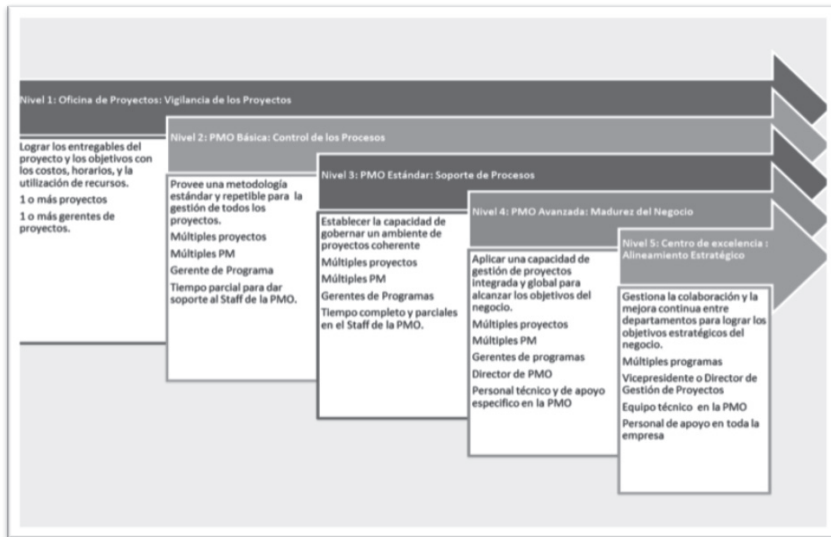 Nivel 1: Oficina de Proyectos: Vigilancia de los Proyectos
Lograr los entregables del
proyecto y los objetivos con
los costos, horarios, y la
utilización de recursos.
1 o más proyectos
1 o más gerentes de
proyectos.
Nivel 2: PMO Básica: Control de los Procesos
Provee una metodología
estándar y repetible para la
gestión de todos los
proyectos.
Múltiples proyectos
Múltiples PM
Gerente de Programa
Tiempo parcial para dar
soporte al Staff de la PMO.
Nivel 3: PMO Estándar: Soporte de Procesos
Establecer la capacidad de
gobernar un ambiente de
proyectos coherente
Múltiples proyectos
Múltiples PM
Gerentes de Programas
Tiempo completo y parciales
en el Staff de la PMO.
Nivel 4: PMO Avanzada: Madurez del Negocio
Aplicar una capacidad de
gestión de proyectos
integrada y global para
alcanzar los objetivos del
negocio.
Múltiples proyectos
Múltiples PM
Gerentes de programas
Director de PMO
Personal técnico y de apoyo
especifico en la PMO
Nivel 5: Centro de excelencia :
Alineamiento Estratégico
Gestiona la colaboración y la
mejora continua entre
departamentos para lograr los
objetivos estratégicos del
negocio.
Múltiples programas
Vicepresidente o Director de
Gestión de Proyectos
Equipo técnico en la PMO
Personal de apoyo en toda la
empresa